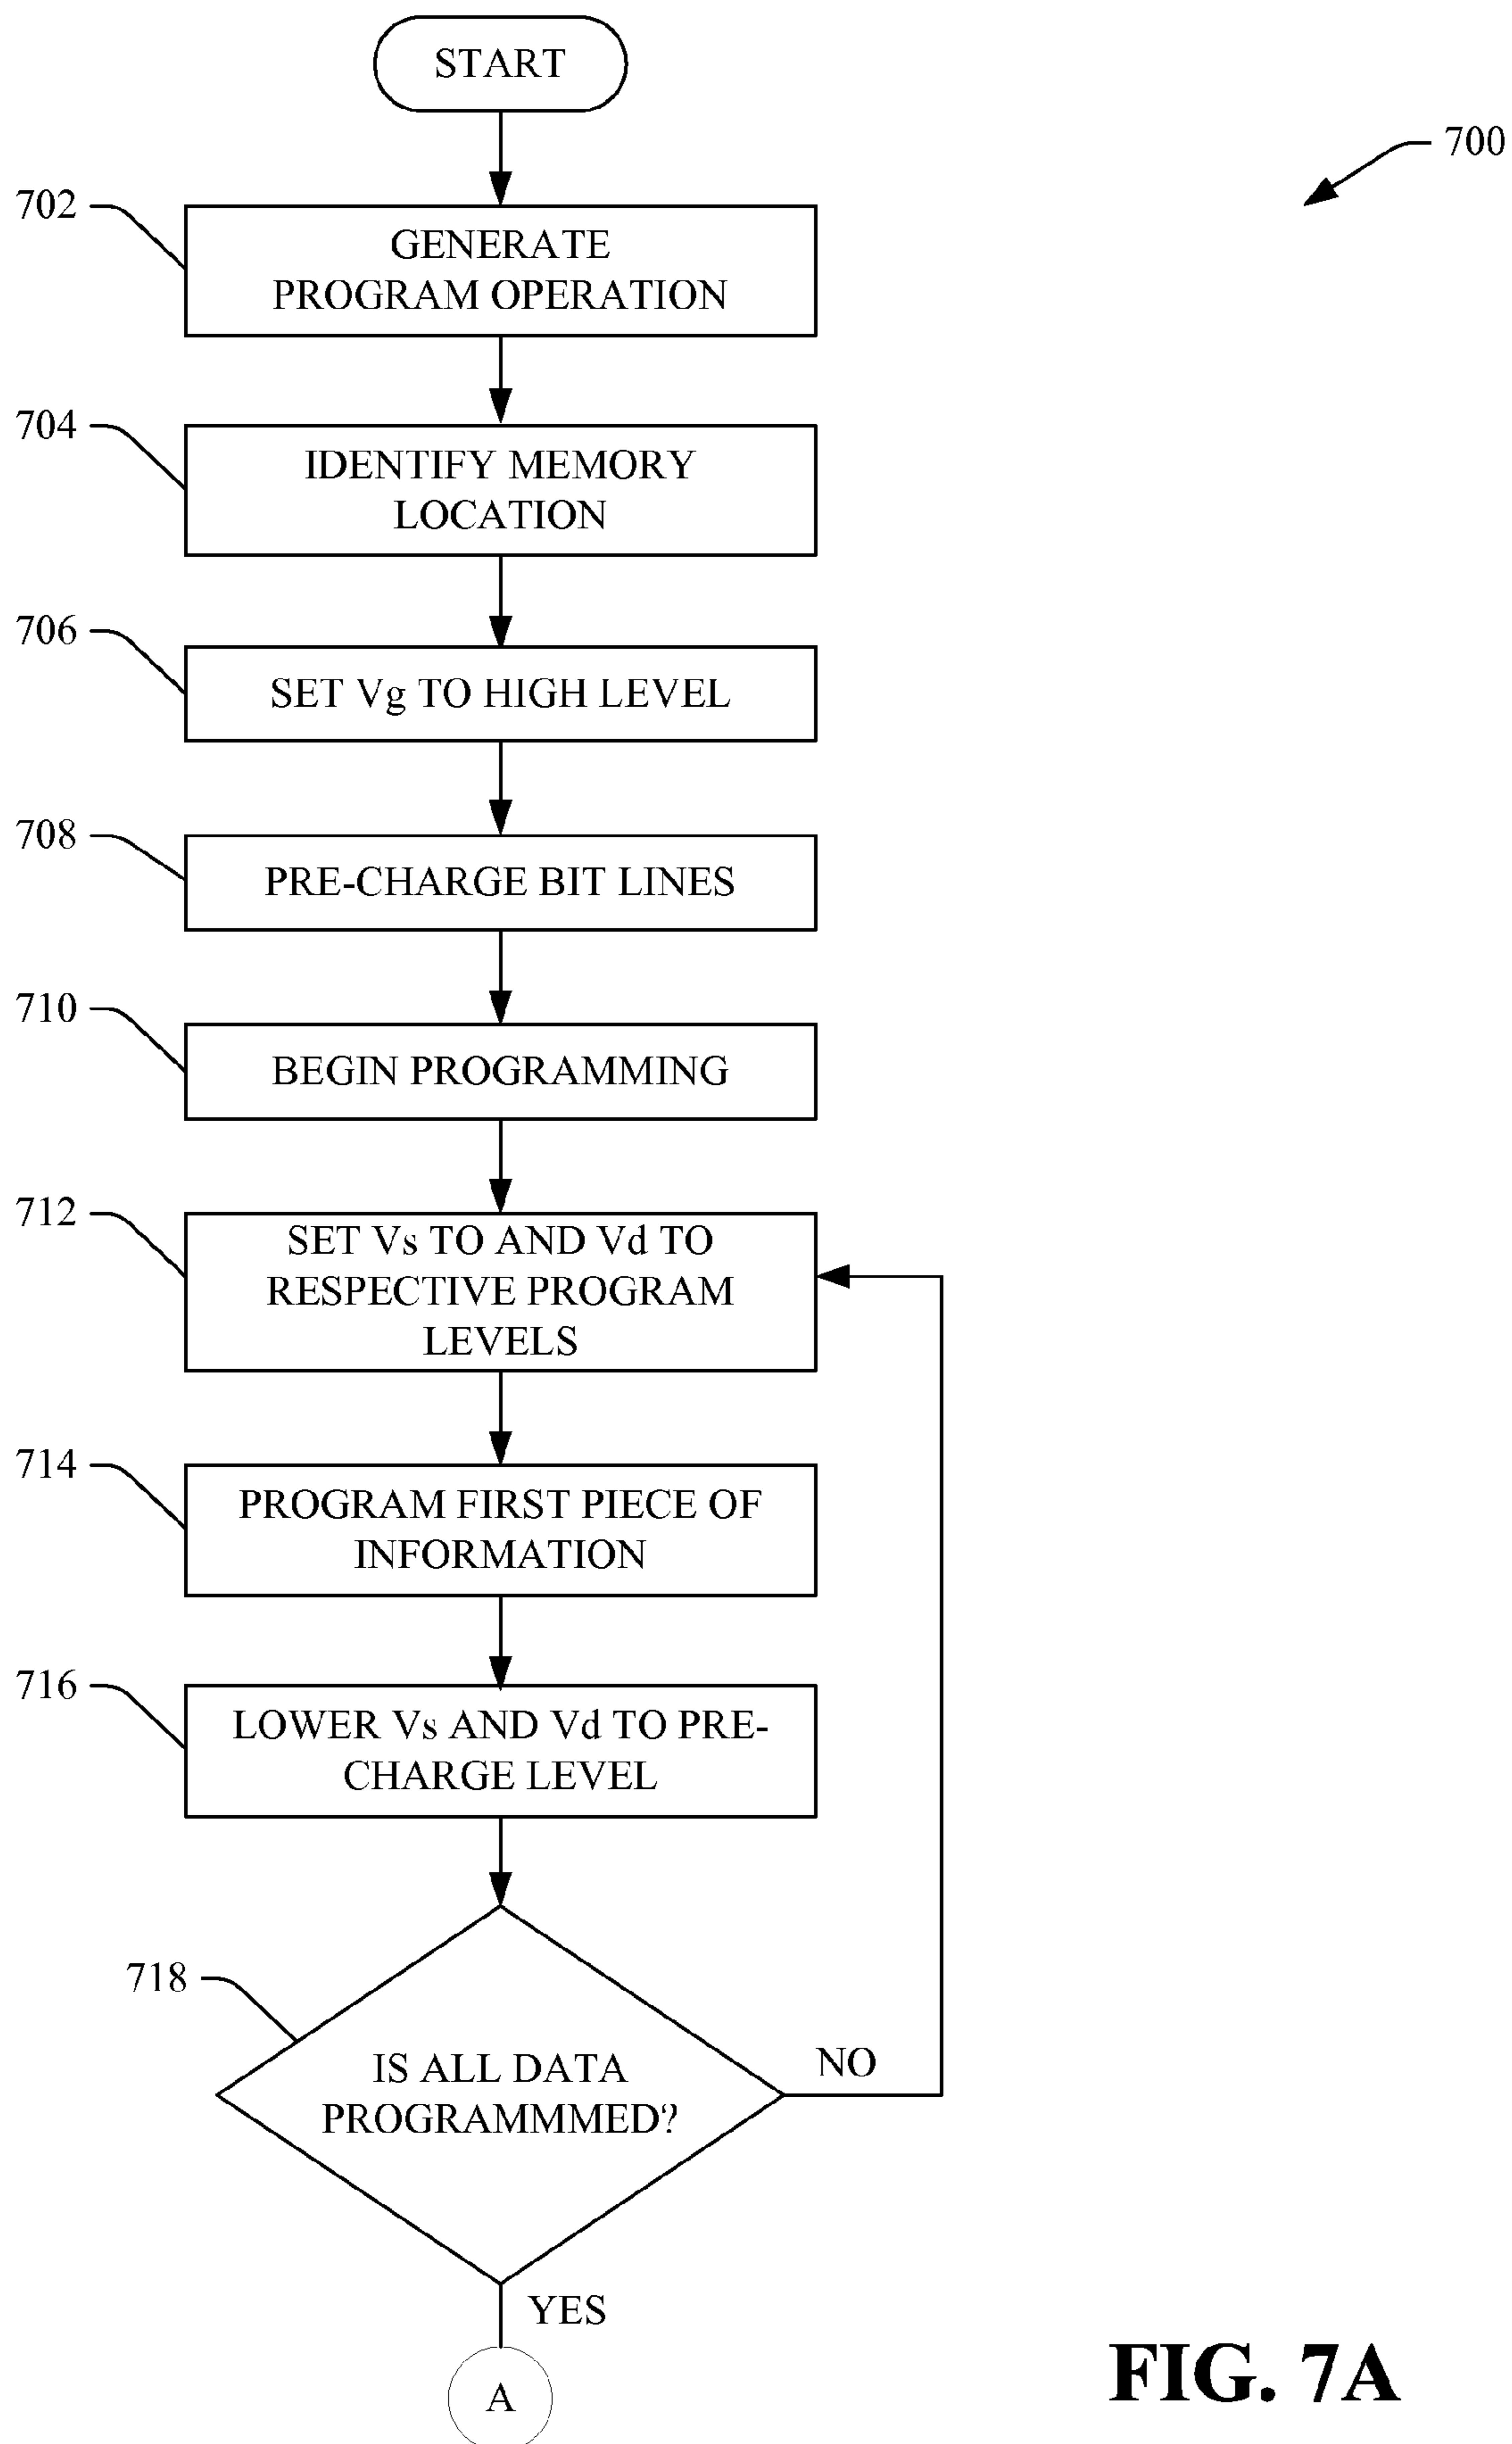 START
700
702
GENERATE
PROGRAM OPERATION
704
IDENTIFY MEMORY
LOCATION
706
SET Vg TO HIGH LEVEL
708
PRE-CHARGE BIT LINES
710
BEGIN PROGRAMMING
712
SET Vs TO AND Vd TO
RESPECTIVE PROGRAM
LEVELS
714
PROGRAM FIRST PIECE OF
INFORMATION
716
LOWER Vs AND Vd TO PRE-
CHARGE LEVEL
718
IS ALL DATA
PROGRAMMMED?
NO
YES
A
FIG. 7A